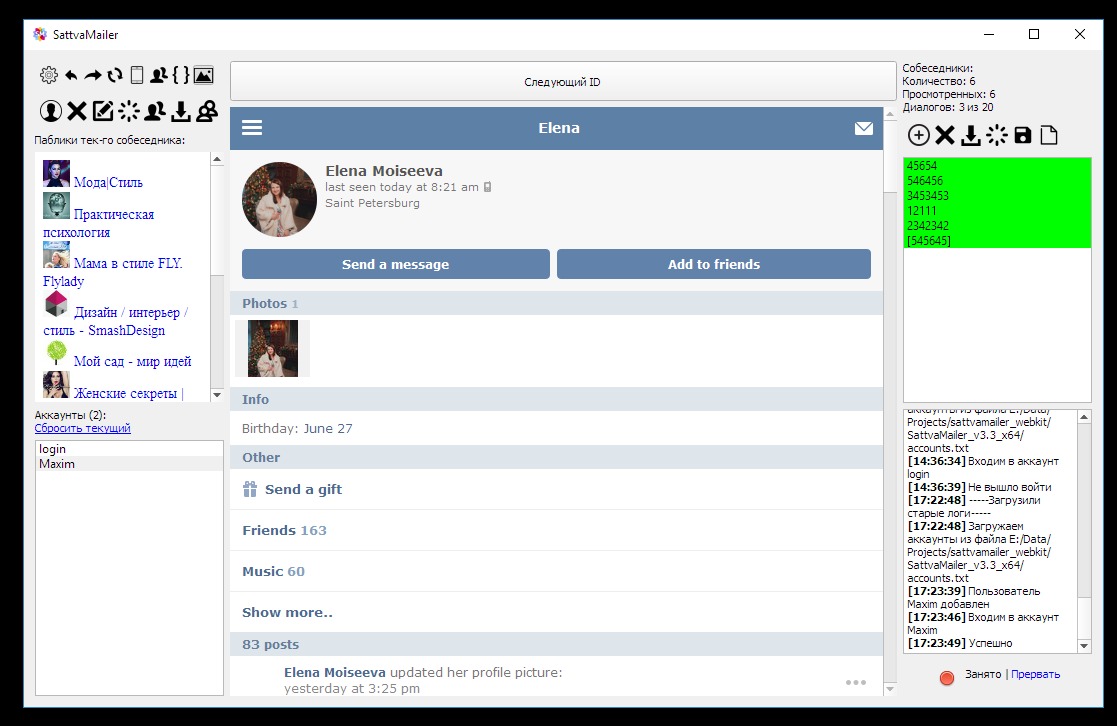 SattvaMailer
Паблики тек-го собеседника:
Мода|Стиль
Практическая
психология
Мама в стиле FLY.
Flylady
Дизайн / интерьер /
стиль - SmashDesign
Мой сад - мир идей
Женские секреты |
Аккаунты (2):
Сбросить текущий
login
Maxim
Следующий ID
Elena
Elena Moiseeva
last seen today at 8:21 am
Saint Petersburg
Send a message
Add to friends
Photos 1
Info
Birthday: June 27
Other
Send a gift
Friends 163
Music 60
Show more..
83 posts
Elena Moiseeva updated her profile picture:
yesterday at 3:25 pm
Собеседники:
Количество: 6
Просмотренных: 6
Диалогов: 3 из 20
45654
546456
3453453
12111
2342342
[545645]
аккаунты из файла E:/Data/
Projects/sattvamailer_webkit/
SattvaMailer_v3.3_x64/
accounts.txt
[14:36:34] Входим в аккаунт
login
[14:36:39] Не вышло войти
[17:22:48] -----Загрузили
старые логи-----
[17:22:48] Загружаем
аккаунты из файла E:/Data/
Projects/sattvamailer_webkit/
SattvaMailer_v3.3_x64/
accounts.txt
[17:23:39] Пользователь
Maxim добавлен
[17:23:46] Входим в аккаунт
Maxim
[17:23:49] Успешно
Занято | Прервать